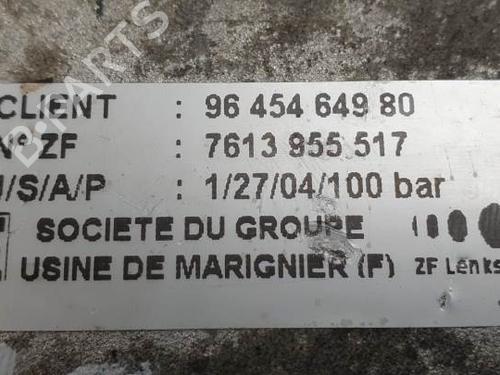 B-PARTS
CLIENT : 96 454 649 80
N° ZF : 7613 955 517
/S/A/P : 1/27/04/100 bar
SOCIETE DU GROUPE
USINE DE MARIGNIER (F) ZF Lenks